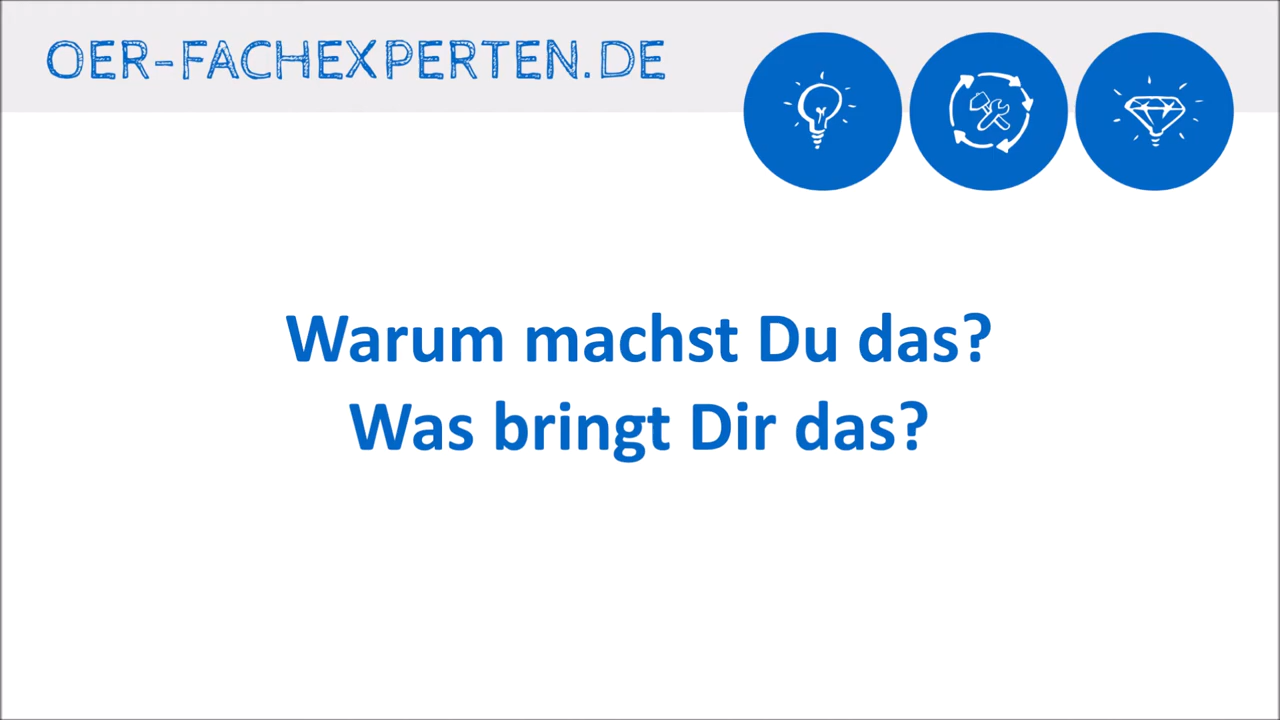 OER-FACHEXPERTEN.DE
Warum machst Du das?
Was bringt Dir das?